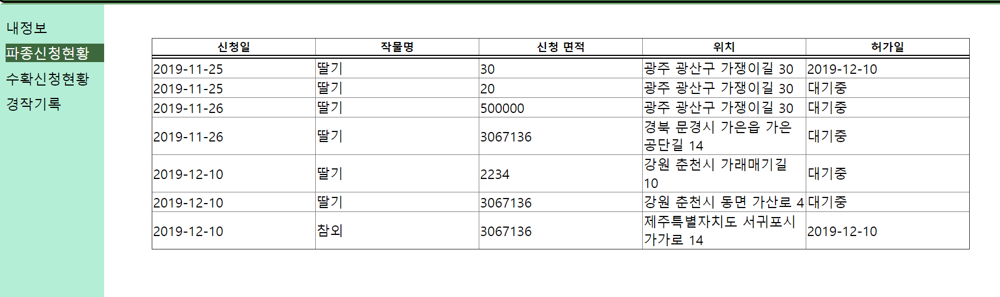 내정보
파종신청현황
수확신청현황
경작기록
신청일 작물명 신청 면적 위치 허가일
2019-11-25 딸기 30 광주 광산구 가쟁이길 30 2019-12-10
2019-11-25 딸기 20 광주 광산구 가쟁이길 30 대기중
2019-11-26 딸기 500000 광주 광산구 가쟁이길 30 대기중
2019-11-26 딸기 3067136 경북 문경시 가은읍 가은 대기중
공단길 14
2019-12-10 딸기 2234 강원 춘천시 가래매기길 대기중
10
2019-12-10 딸기 3067136 강원 춘천시 동면 가산로 4 대기중
2019-12-10 참외 3067136 제주특별자치도 서귀포시 2019-12-10
가가로 14